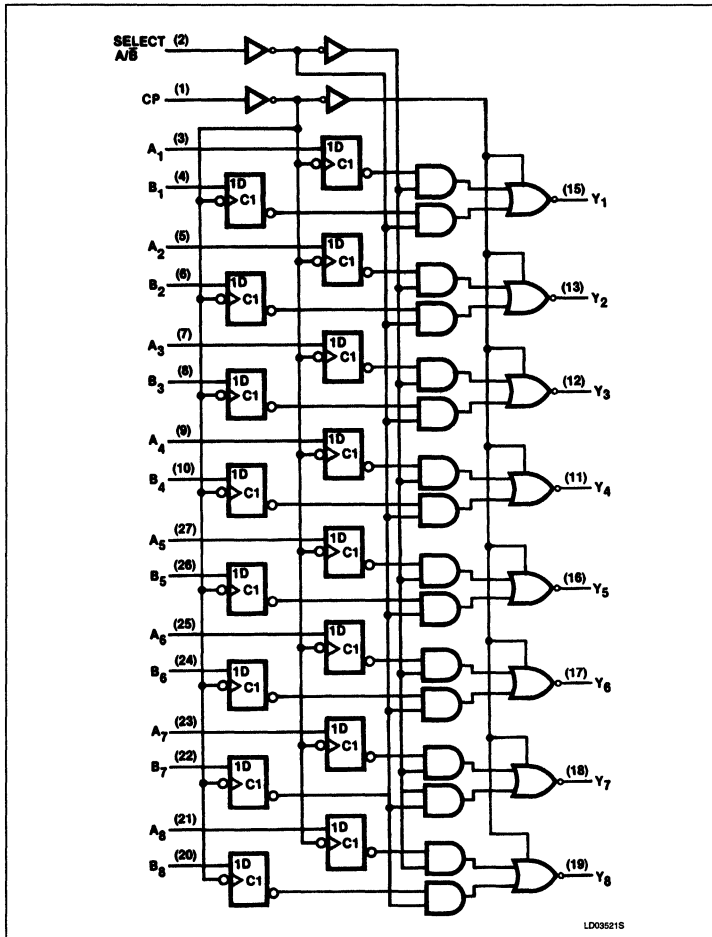 SELECT (2)
A/B̅
CP (1)
A1 (3) 1D C1
B1 (4) 1D C1
(15) Y1
A2 (5) 1D C1
B2 (6) 1D C1
(13) Y2
A3 (7) 1D C1
B3 (8) 1D C1
(12) Y3
A4 (9) 1D C1
B4 (10) 1D C1
(11) Y4
A5 (27) 1D C1
B5 (26) 1D C1
(16) Y5
A6 (25) 1D C1
B6 (24) 1D C1
(17) Y6
A7 (23) 1D C1
B7 (22) 1D C1
(18) Y7
A8 (21) 1D C1
B8 (20) 1D C1
(19) Y8
LD03521S